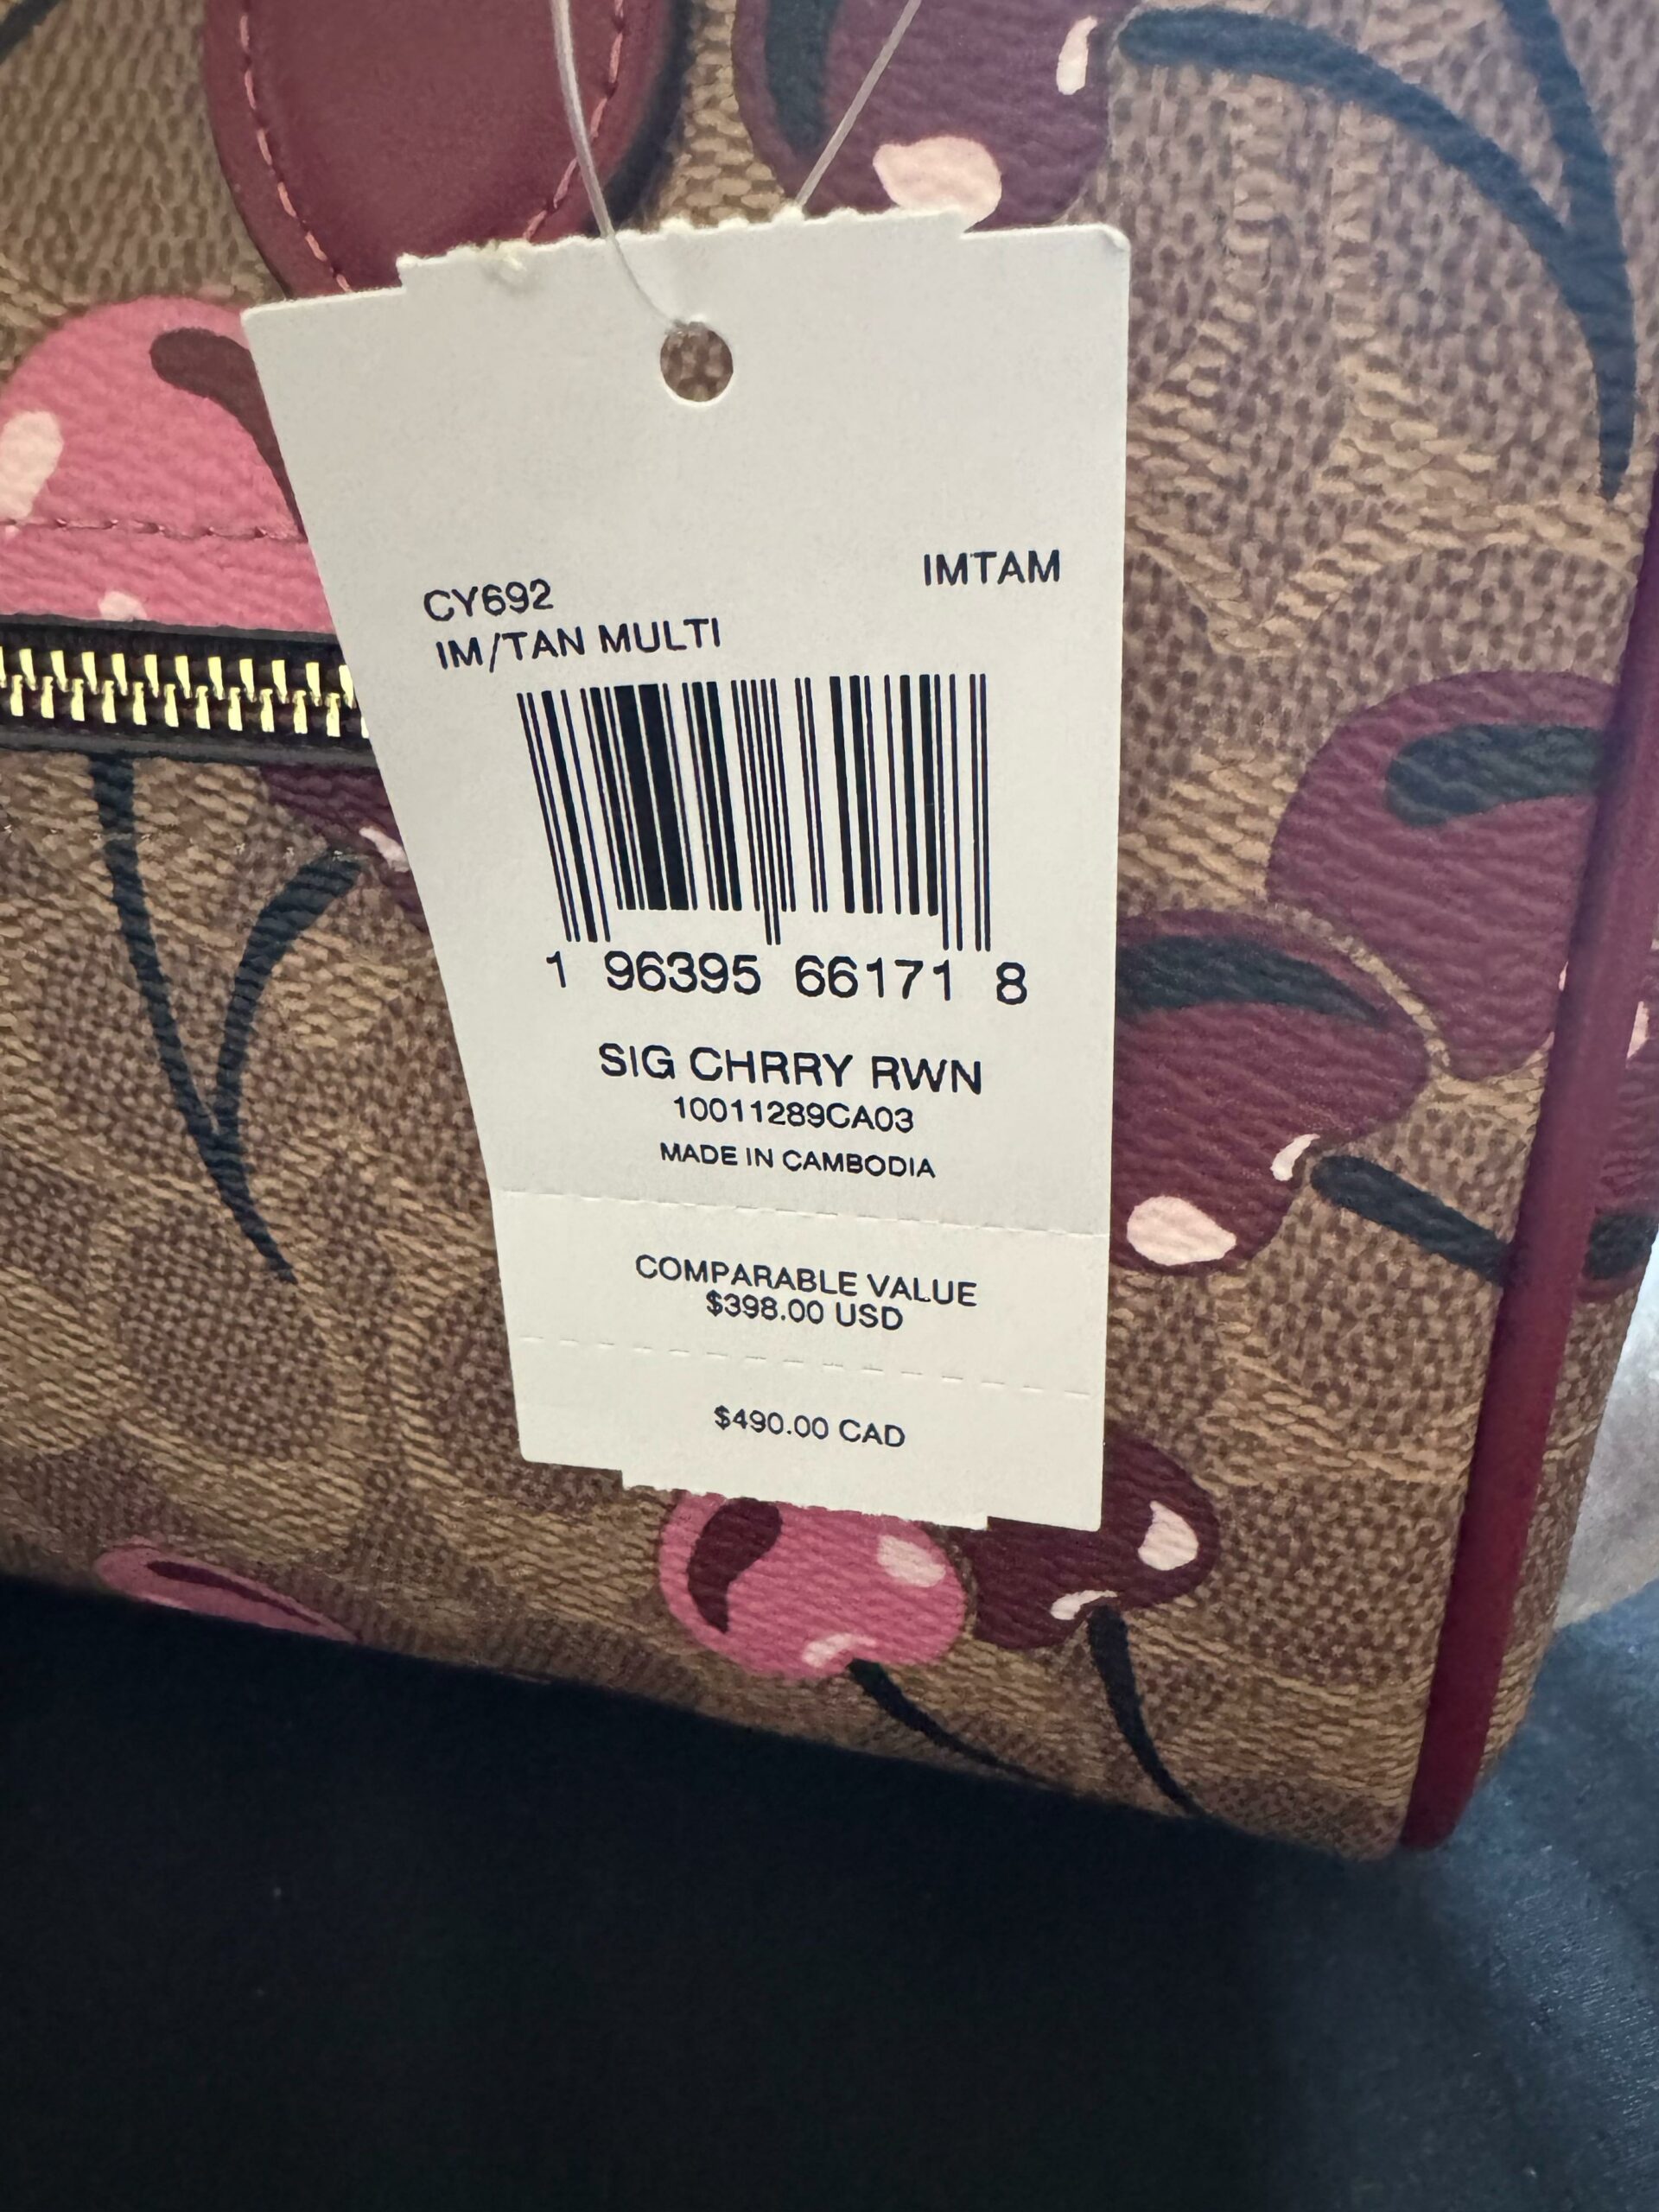 CY692
IMTAM
IM/TAN MULTI
1 96395 66171 8
SIG CHRRY RWN
10011289CA03
MADE IN CAMBODIA
COMPARABLE VALUE
$398.00 USD
$490.00 CAD